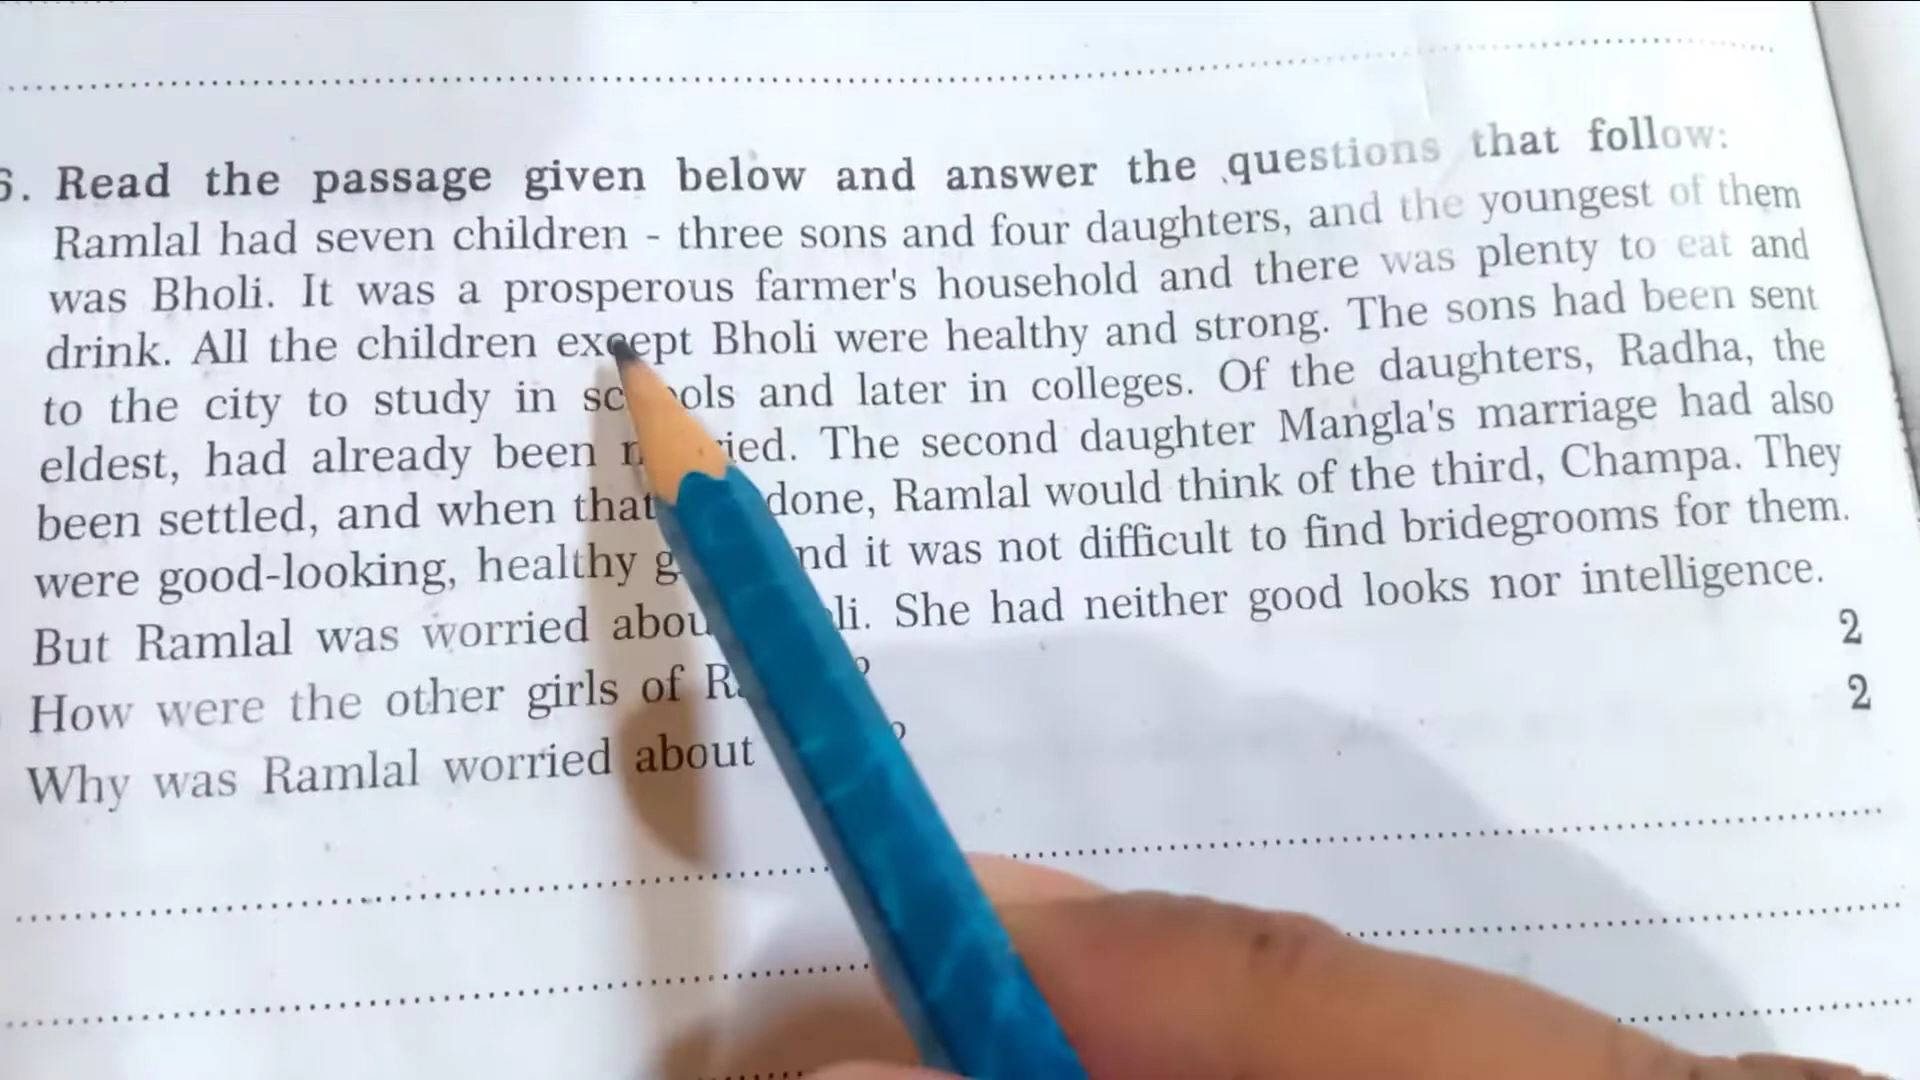 6. Read the passage given below and answer the questions that follow:
Ramlal had seven children - three sons and four daughters, and the youngest of them
was Bholi. It was a prosperous farmer's household and there was plenty to eat and
drink. All the children except Bholi were healthy and strong. The sons had been sent
to the city to study in schools and later in colleges. Of the daughters, Radha, the
eldest, had already been married. The second daughter Mangla's marriage had also
been settled, and when that done, Ramlal would think of the third, Champa. They
were good-looking, healthy and it was not difficult to find bridegrooms for them.
But Ramlal was worried about Bholi. She had neither good looks nor intelligence.
2
How were the other girls of
2
Why was Ramlal worried about